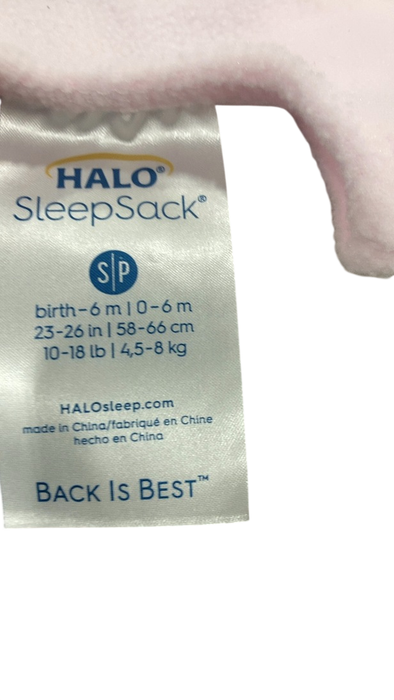 HALO®
SleepSack®
S|P
birth-6 m | 0-6 m
23-26 in | 58-66 cm
10-18 lb | 4,5-8 kg
HALOsleep.com
made in China/fabriqué en Chine
hecho en China
BACK IS BEST™